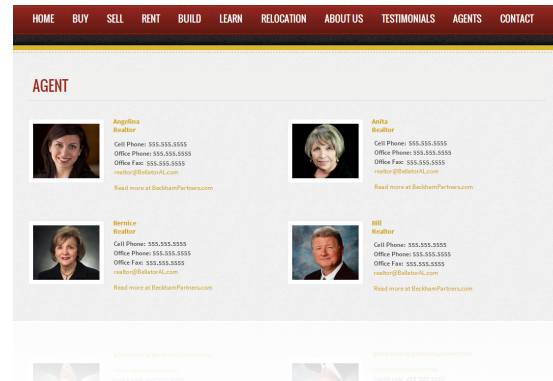 HOME BUY SELL RENT BUILD LEARN RELOCATION ABOUT US TESTIMONIALS AGENTS CONTACT
AGENT
Angelina
Realtor
Cell Phone: 555.555.5555
Office Phone: 555.555.5555
Office Fax: 555.555.5555
realtor@BellatorAL.com
Read more at BeckhamPartners.com
Anita
Realtor
Cell Phone: 555.555.5555
Office Phone: 555.555.5555
Office Fax: 555.555.5555
realtor@BellatorAL.com
Read more at BeckhamPartners.com
Bernice
Realtor
Cell Phone: 555.555.5555
Office Phone: 555.555.5555
Office Fax: 555.555.5555
realtor@BellatorAL.com
Read more at BeckhamPartners.com
Bill
Realtor
Cell Phone: 555.555.5555
Office Phone: 555.555.5555
Office Fax: 555.555.5555
realtor@BellatorAL.com
Read more at BeckhamPartners.com